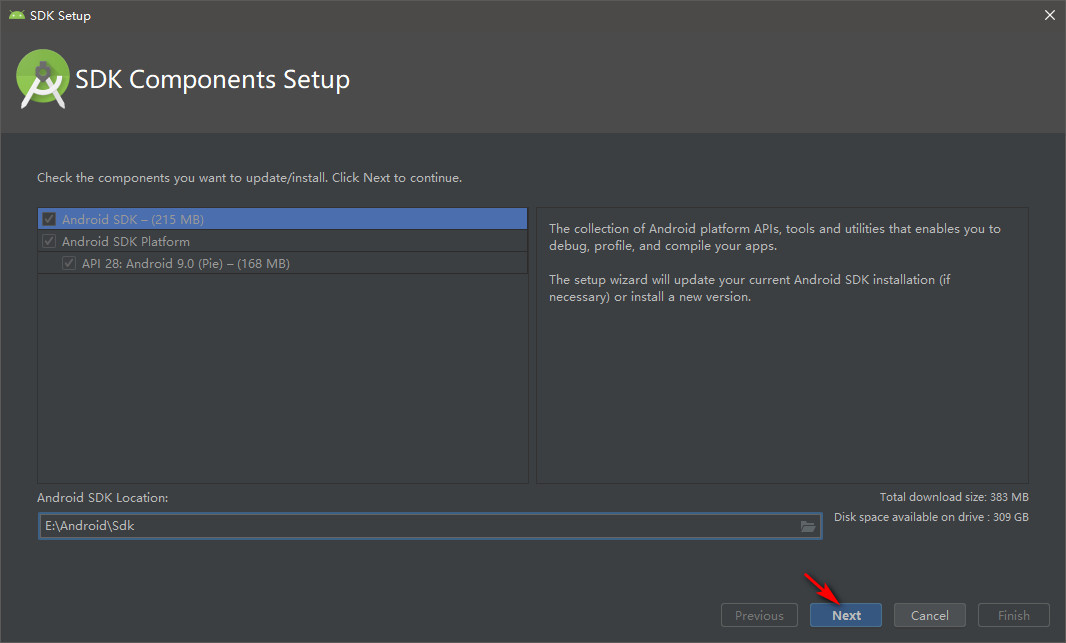 SDK Setup
SDK Components Setup
Check the components you want to update/install. Click Next to continue.
Android SDK – (215 MB)
Android SDK Platform
API 28: Android 9.0 (Pie) – (168 MB)
The collection of Android platform APIs, tools and utilities that enables you to
debug, profile, and compile your apps.
The setup wizard will update your current Android SDK installation (if
necessary) or install a new version.
Android SDK Location:
Total download size: 383 MB
E:\Android\Sdk
Disk space available on drive : 309 GB
Previous
Next
Cancel
Finish